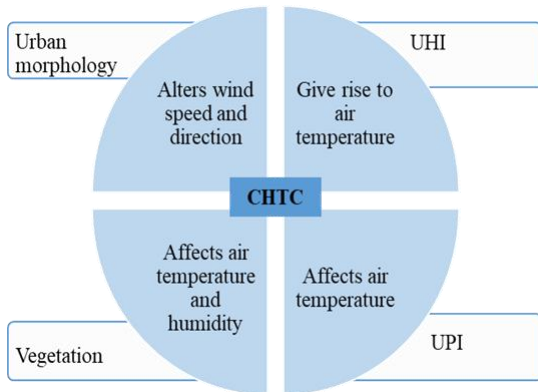 Urban
morphology
UHI
Alters wind
speed and
direction
Give rise to
air
temperature
CHTC
Affects air
temperature
and
humidity
Affects air
temperature
Vegetation
UPI